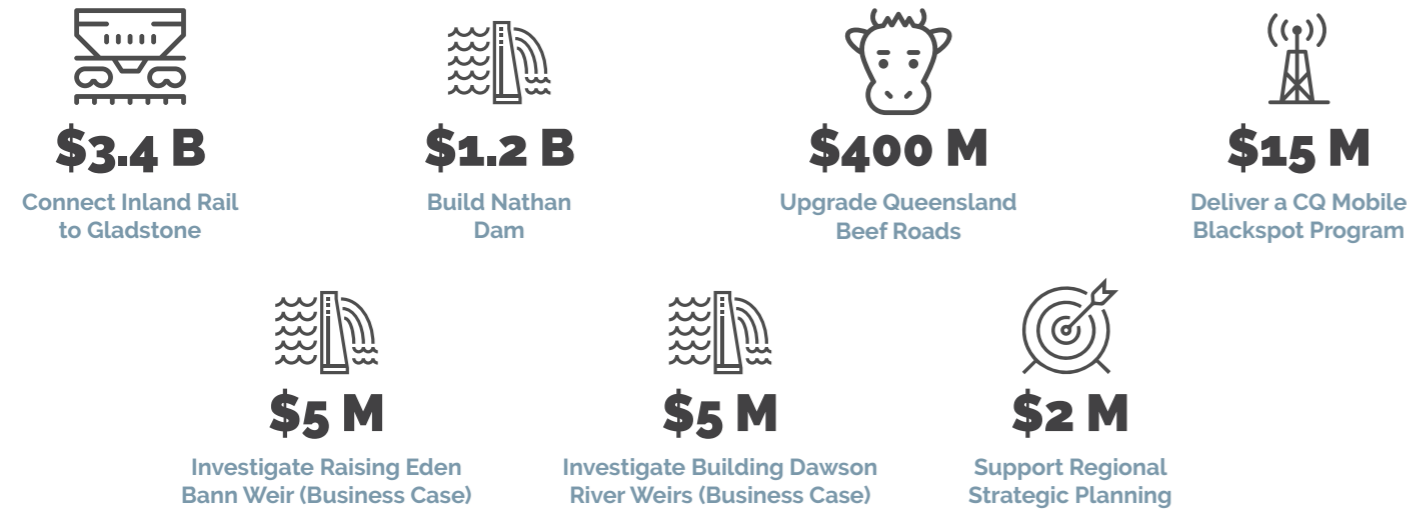 $3.4 B
Connect Inland Rail
to Gladstone
$1.2 B
Build Nathan
Dam
$400 M
Upgrade Queensland
Beef Roads
$15 M
Deliver a CQ Mobile
Blackspot Program
$5 M
Investigate Raising Eden
Bann Weir (Business Case)
$5 M
Investigate Building Dawson
River Weirs (Business Case)
$2 M
Support Regional
Strategic Planning